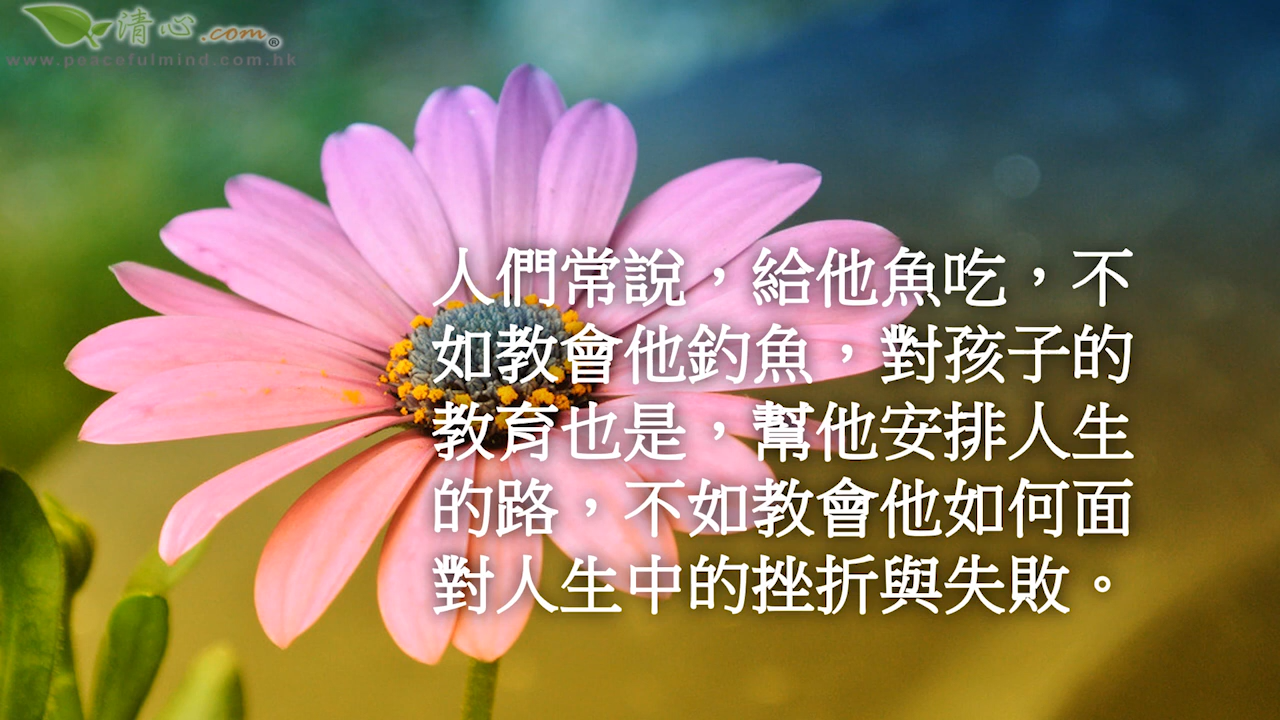 清心.com®
www.peacefulmind.com.hk
人們常說，給他魚吃，不
如教會他釣魚，對孩子的
教育也是，幫他安排人生
的路，不如教會他如何面
對人生中的挫折與失敗。